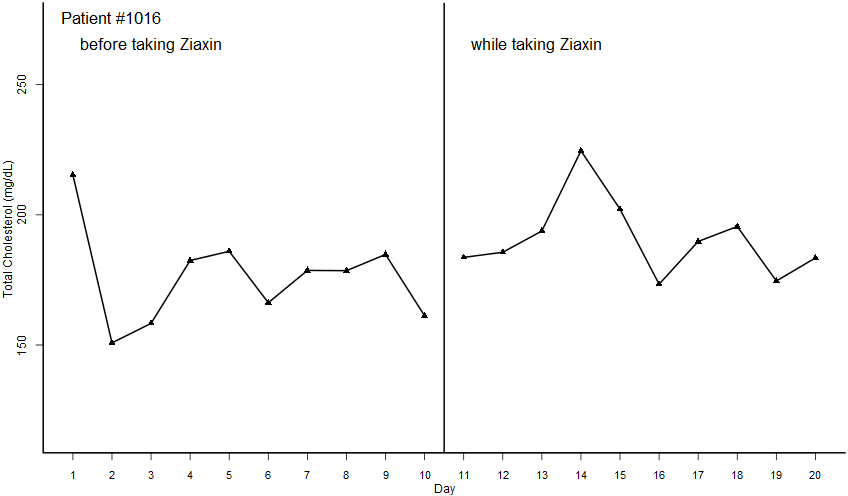 Patient #1016
before taking Ziaxin
while taking Ziaxin
Total Cholesterol (mg/dL)
250
200
150
1 2 3 4 5 6 7 8 9 10 11 12 13 14 15 16 17 18 19 20
Day